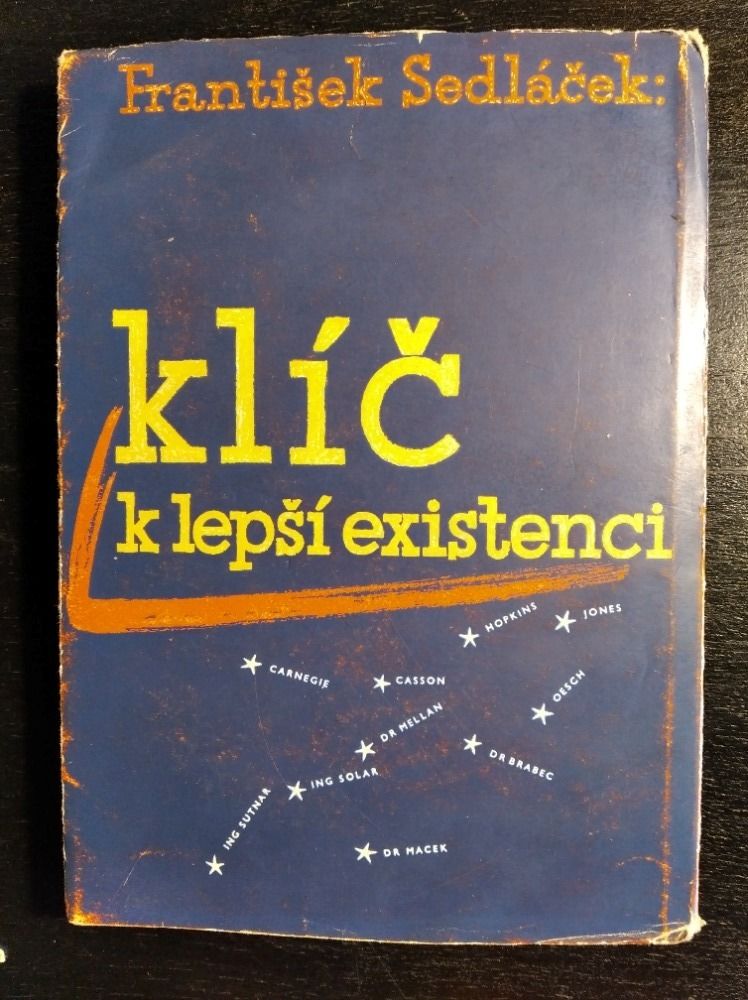 František Sedláček:
klíč
k lepší existenci
HOPKINS
JONES
CARNEGIE
CASSON
OESCH
DR MELLAN
DR BRABEC
ING SOLAR
ING SUTNAR
DR MACEK